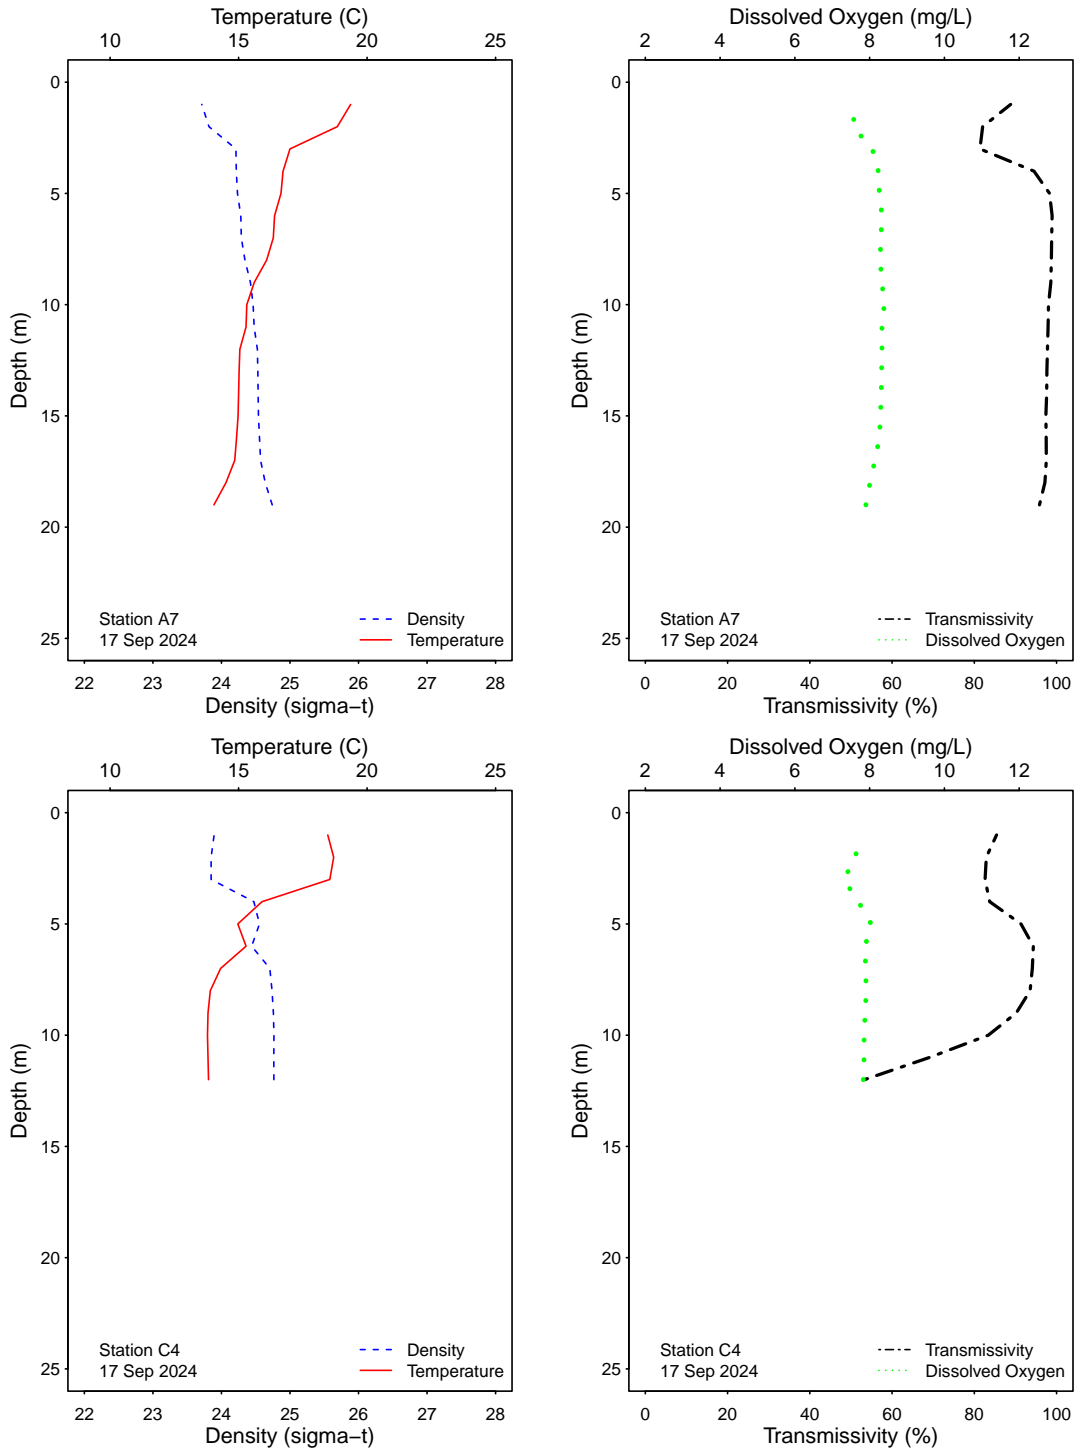 Temperature (C)
10 15 20 25
0
5
10
15
20
25
Depth (m)
Station A7
17 Sep 2024
Density
Temperature
22 23 24 25 26 27 28
Density (sigma−t)
Dissolved Oxygen (mg/L)
2 4 6 8 10 12
0
5
10
15
20
25
Depth (m)
Station A7
17 Sep 2024
Transmissivity
Dissolved Oxygen
0 20 40 60 80 100
Transmissivity (%)
Temperature (C)
10 15 20 25
0
5
10
15
20
25
Depth (m)
Station C4
17 Sep 2024
Density
Temperature
22 23 24 25 26 27 28
Density (sigma−t)
Dissolved Oxygen (mg/L)
2 4 6 8 10 12
0
5
10
15
20
25
Depth (m)
Station C4
17 Sep 2024
Transmissivity
Dissolved Oxygen
0 20 40 60 80 100
Transmissivity (%)